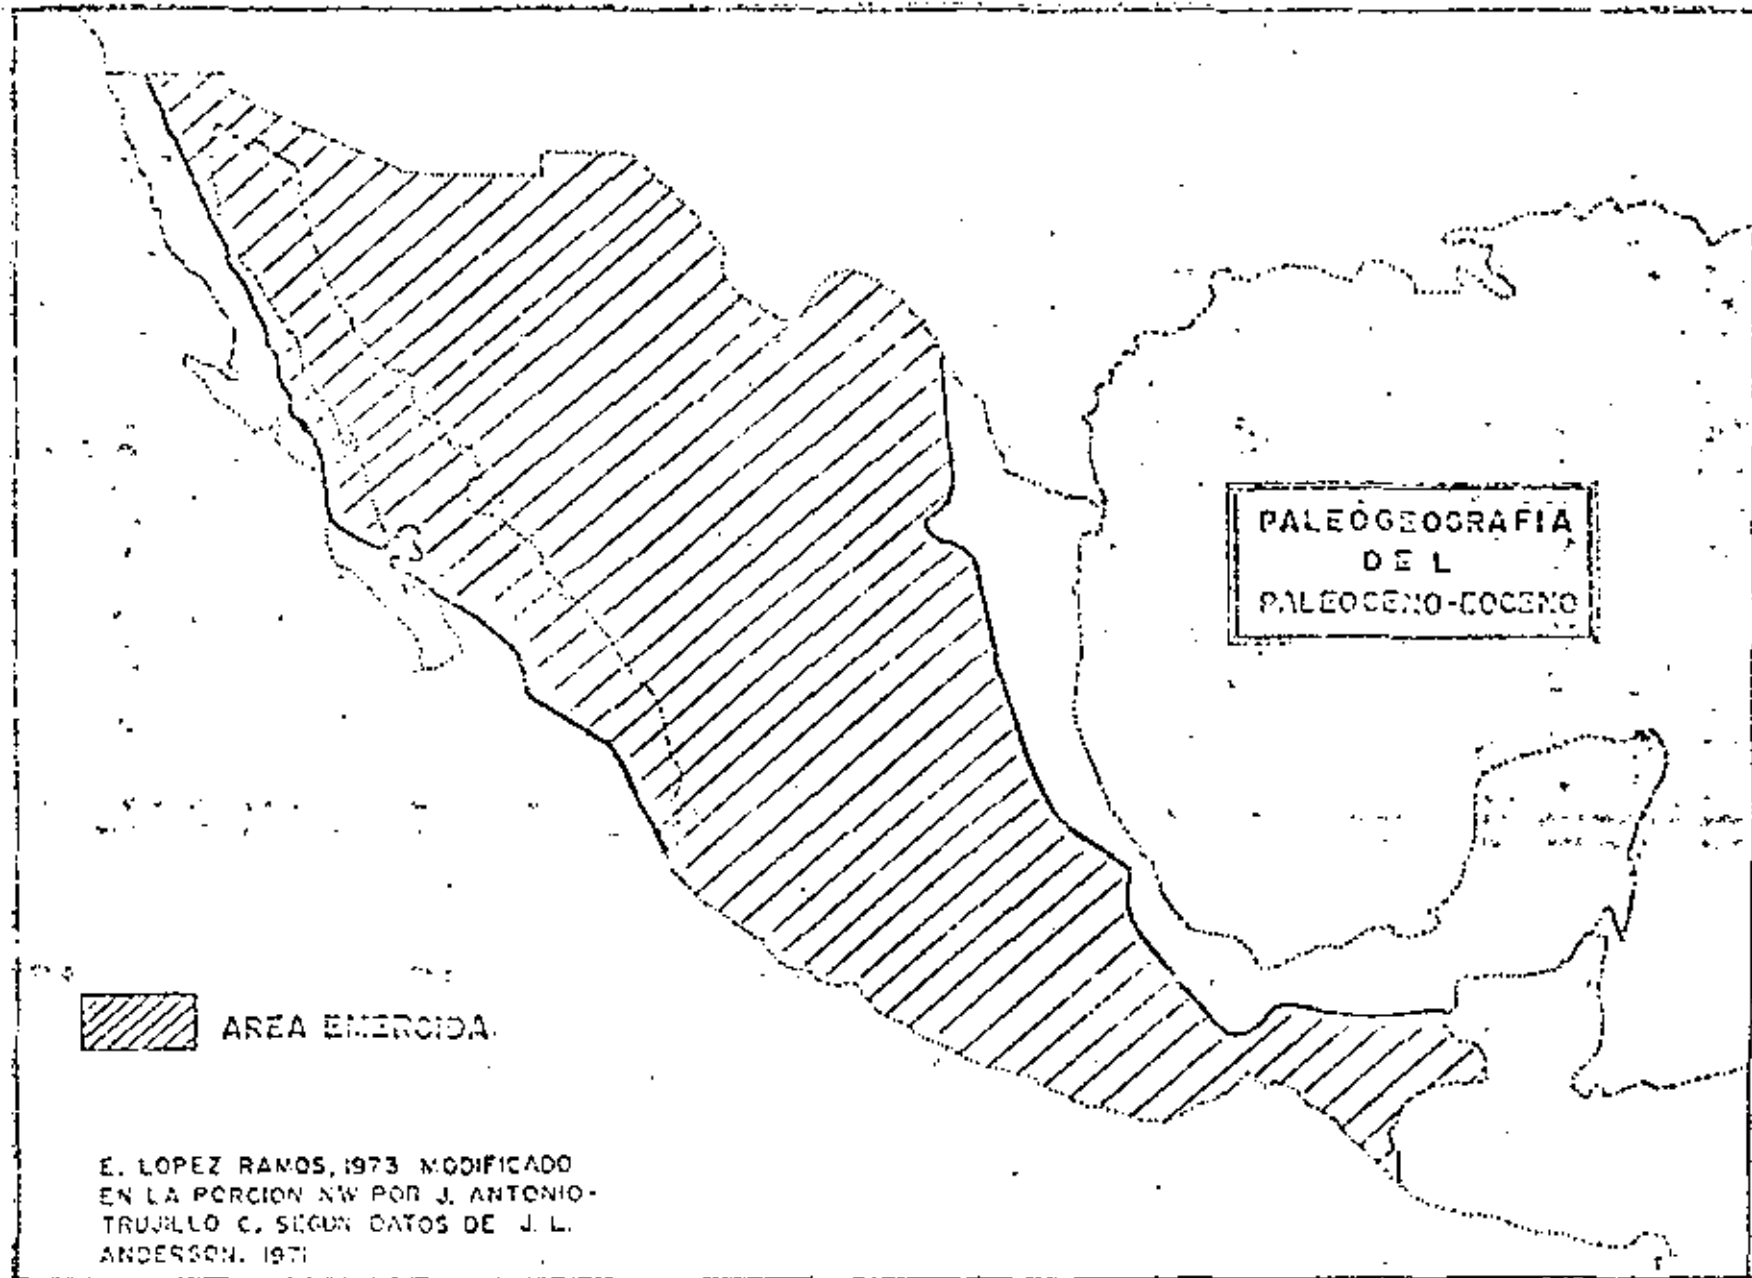 PALEOGEOGRAFIA
DEL
PALEOCENO-EOCENO
AREA EMERGIDA.
E. LOPEZ RAMOS, 1973 MODIFICADO
EN LA PORCION NW POR J. ANTONIO-
TRUJILLO C. SEGUN DATOS DE J. L.
ANDERSON. 1971